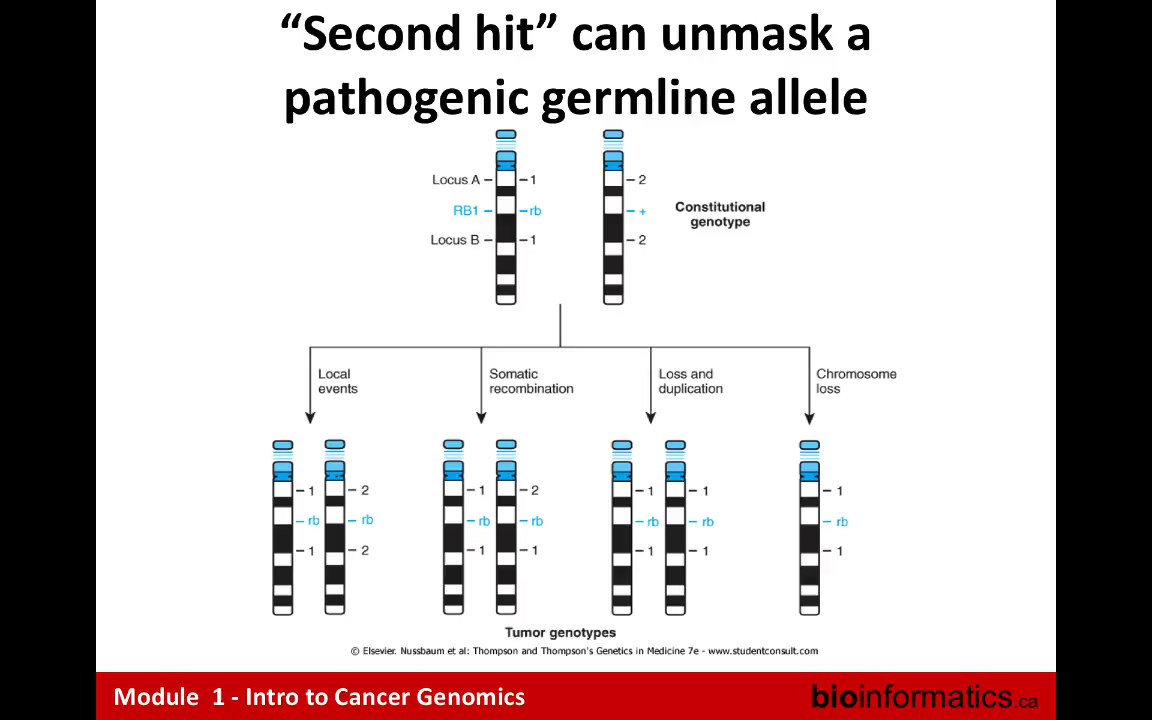 “Second hit” can unmask a
pathogenic germline allele
Locus A
1
2
RB1
rb
+
Constitutional
genotype
Locus B
1
2
Local
events
Somatic
recombination
Loss and
duplication
Chromosome
loss
1
2
1
2
1
1
1
rb
rb
rb
rb
rb
rb
rb
1
2
1
1
1
1
1
Tumor genotypes
© Elsevier. Nussbaum et al: Thompson and Thompson's Genetics in Medicine 7e - www.studentconsult.com
Module 1 - Intro to Cancer Genomics
bioinformatics.ca